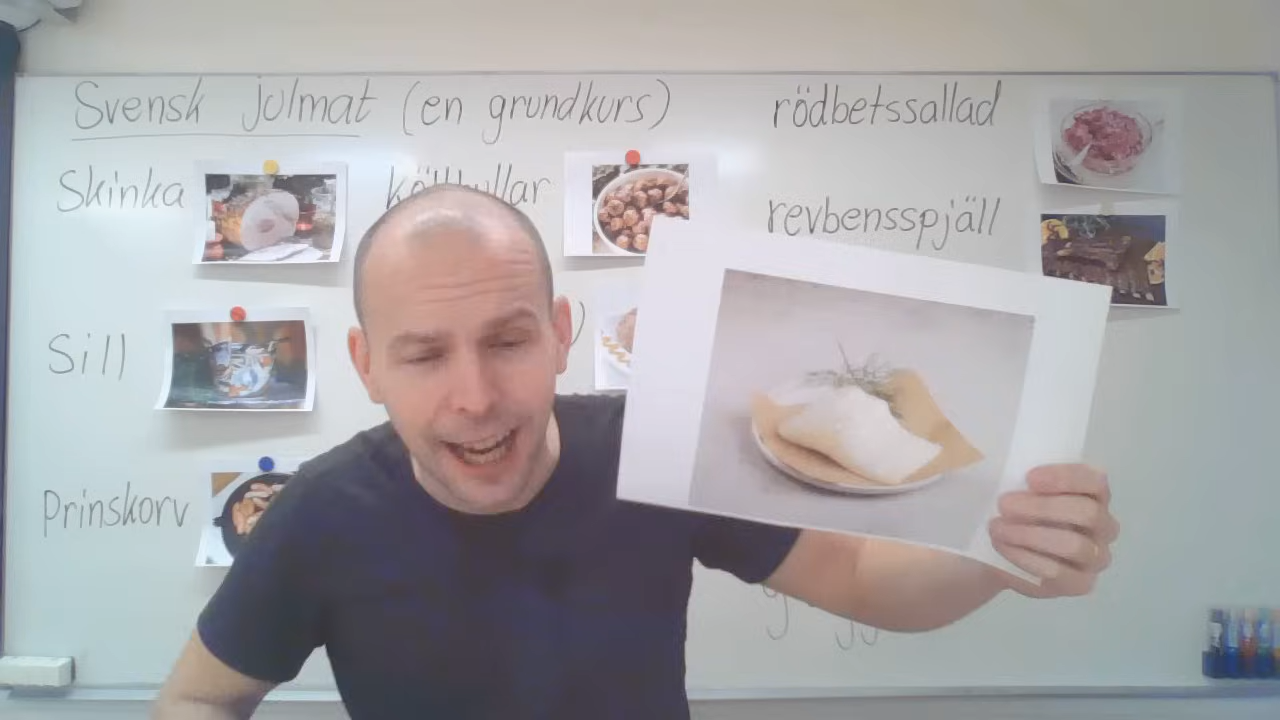 Svensk julmat (en grundkurs)
Skinka
Sill
Prinskorv
rödbetssallad
revbensspjäll